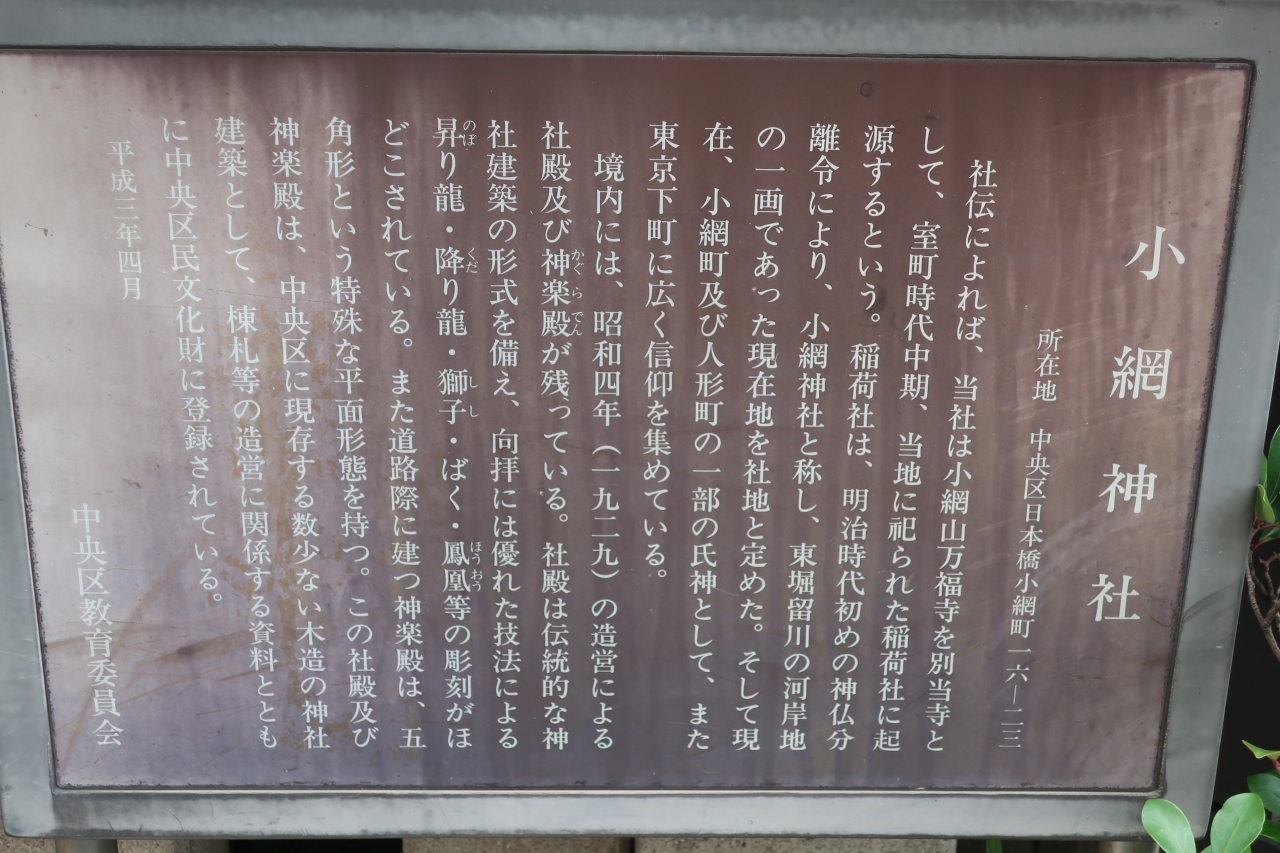 小網神社
所在地 中央区日本橋小網町一六―二三
社伝によれば、当社は小網山万福寺を別当寺と
して、室町時代中期、当地に祀られた稲荷社に起
源するという。稲荷社は、明治時代初めの神仏分
離令により、小網神社と称し、東堀留川の河岸地
の一画であった現在地を社地と定めた。そして現
在、小網町及び人形町の一部の氏神として、また
東京下町に広く信仰を集めている。
境内には、昭和四年(一九二九)の造営による
社殿及び神楽殿が残っている。社殿は伝統的な神
かぐらでん
社建築の形式を備え、向拝には優れた技法による
昇り龍・降り龍・獅子・ばく・鳳凰等の彫刻がほ
のぼ くだ しし ほうおう
どこされている。また道路際に建つ神楽殿は、五
角形という特殊な平面形態を持つ。この社殿及び
神楽殿は、中央区に現存する数少ない木造の神社
建築として、棟札等の造営に関係する資料ととも
に中央区民文化財に登録されている。
平成三年四月
中央区教育委員会